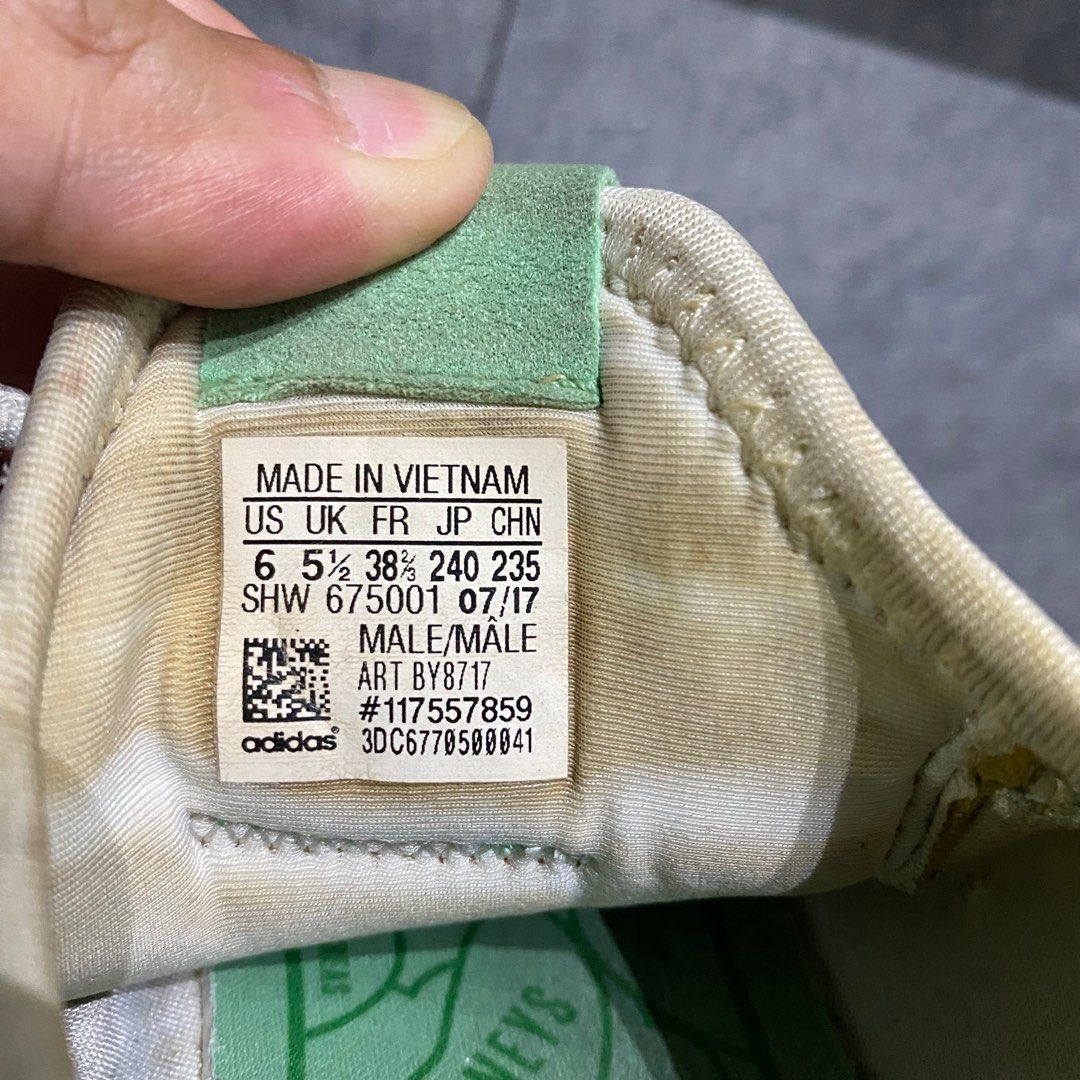 MADE IN VIETNAM
US UK FR JP CHN
6 5½ 38⅔ 240 235
SHW 675001 07/17
MALE/MÂLE
ART BY8717
#117557859
adidas® 3DC6770500041
NEYS